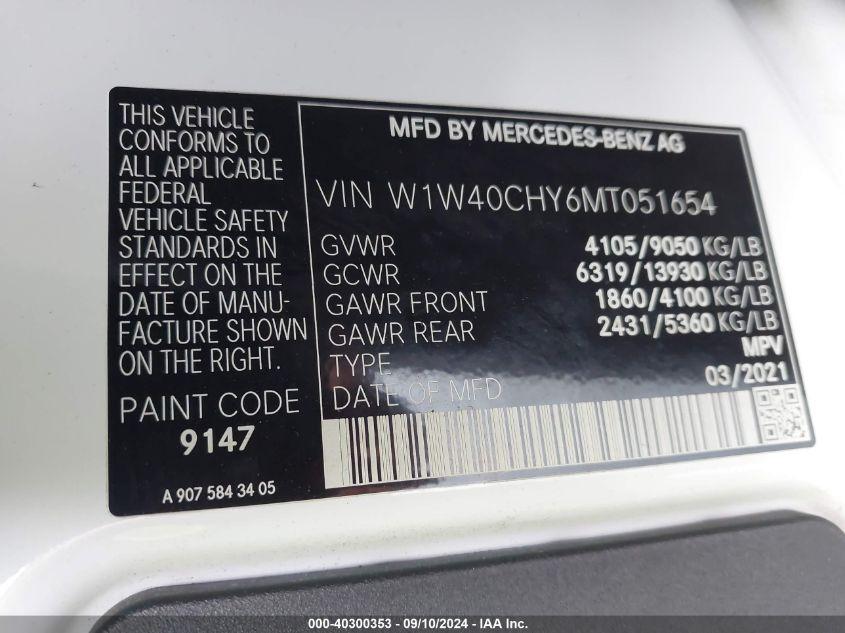 THIS VEHICLE
CONFORMS TO
ALL APPLICABLE
FEDERAL
VEHICLE SAFETY
STANDARDS IN
EFFECT ON THE
DATE OF MANU-
FACTURE SHOWN
ON THE RIGHT.
PAINT CODE
9147
A 907 584 34 05
MFD BY MERCEDES-BENZ AG
VIN W1W40CHY6MT051654
GVWR 4105/9050 KG/LB
GCWR 6319/13930 KG/LB
GAWR FRONT 1860/4100 KG/LB
GAWR REAR 2431/5360 KG/LB
TYPE MPV
DATE OF MFD 03/2021
000-40300353 - 09/10/2024 - IAA Inc.